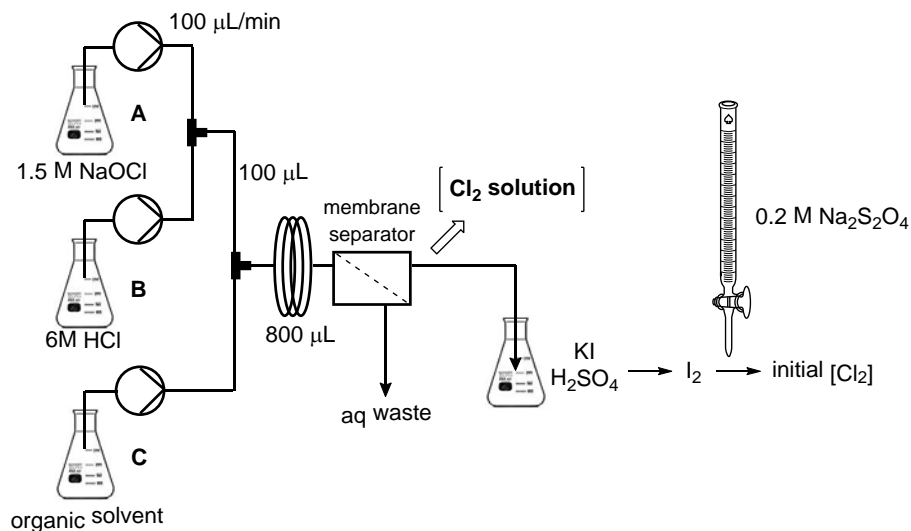 100 μL/min
A
1.5 M NaOCl
B
6M HCl
C
organic solvent
100 μL
800 μL
membrane
separator
[Cl₂ solution]
aq waste
KI
H₂SO₄
I₂
0.2 M Na₂S₂O₄
initial [Cl₂]